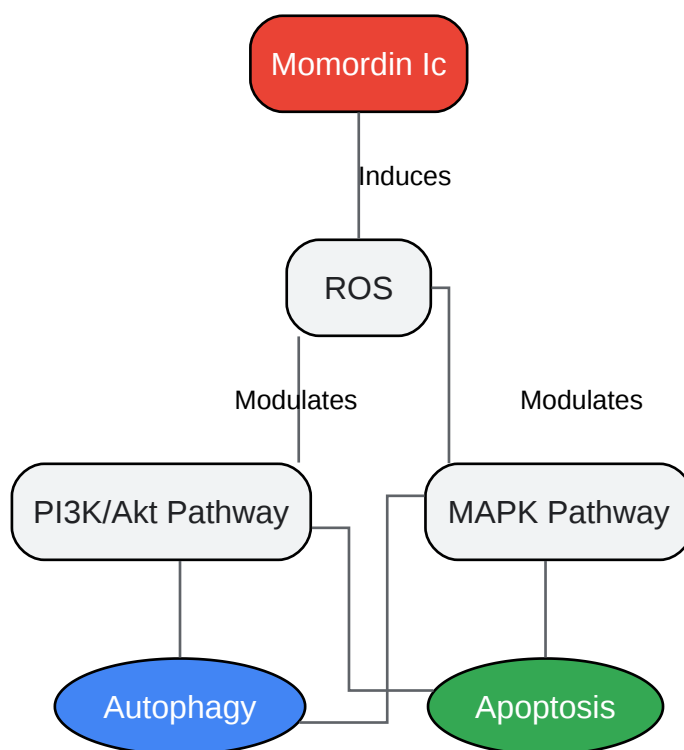 Momordin Ic
Induces
ROS
Modulates
Modulates
PI3K/Akt Pathway
MAPK Pathway
Autophagy
Apoptosis